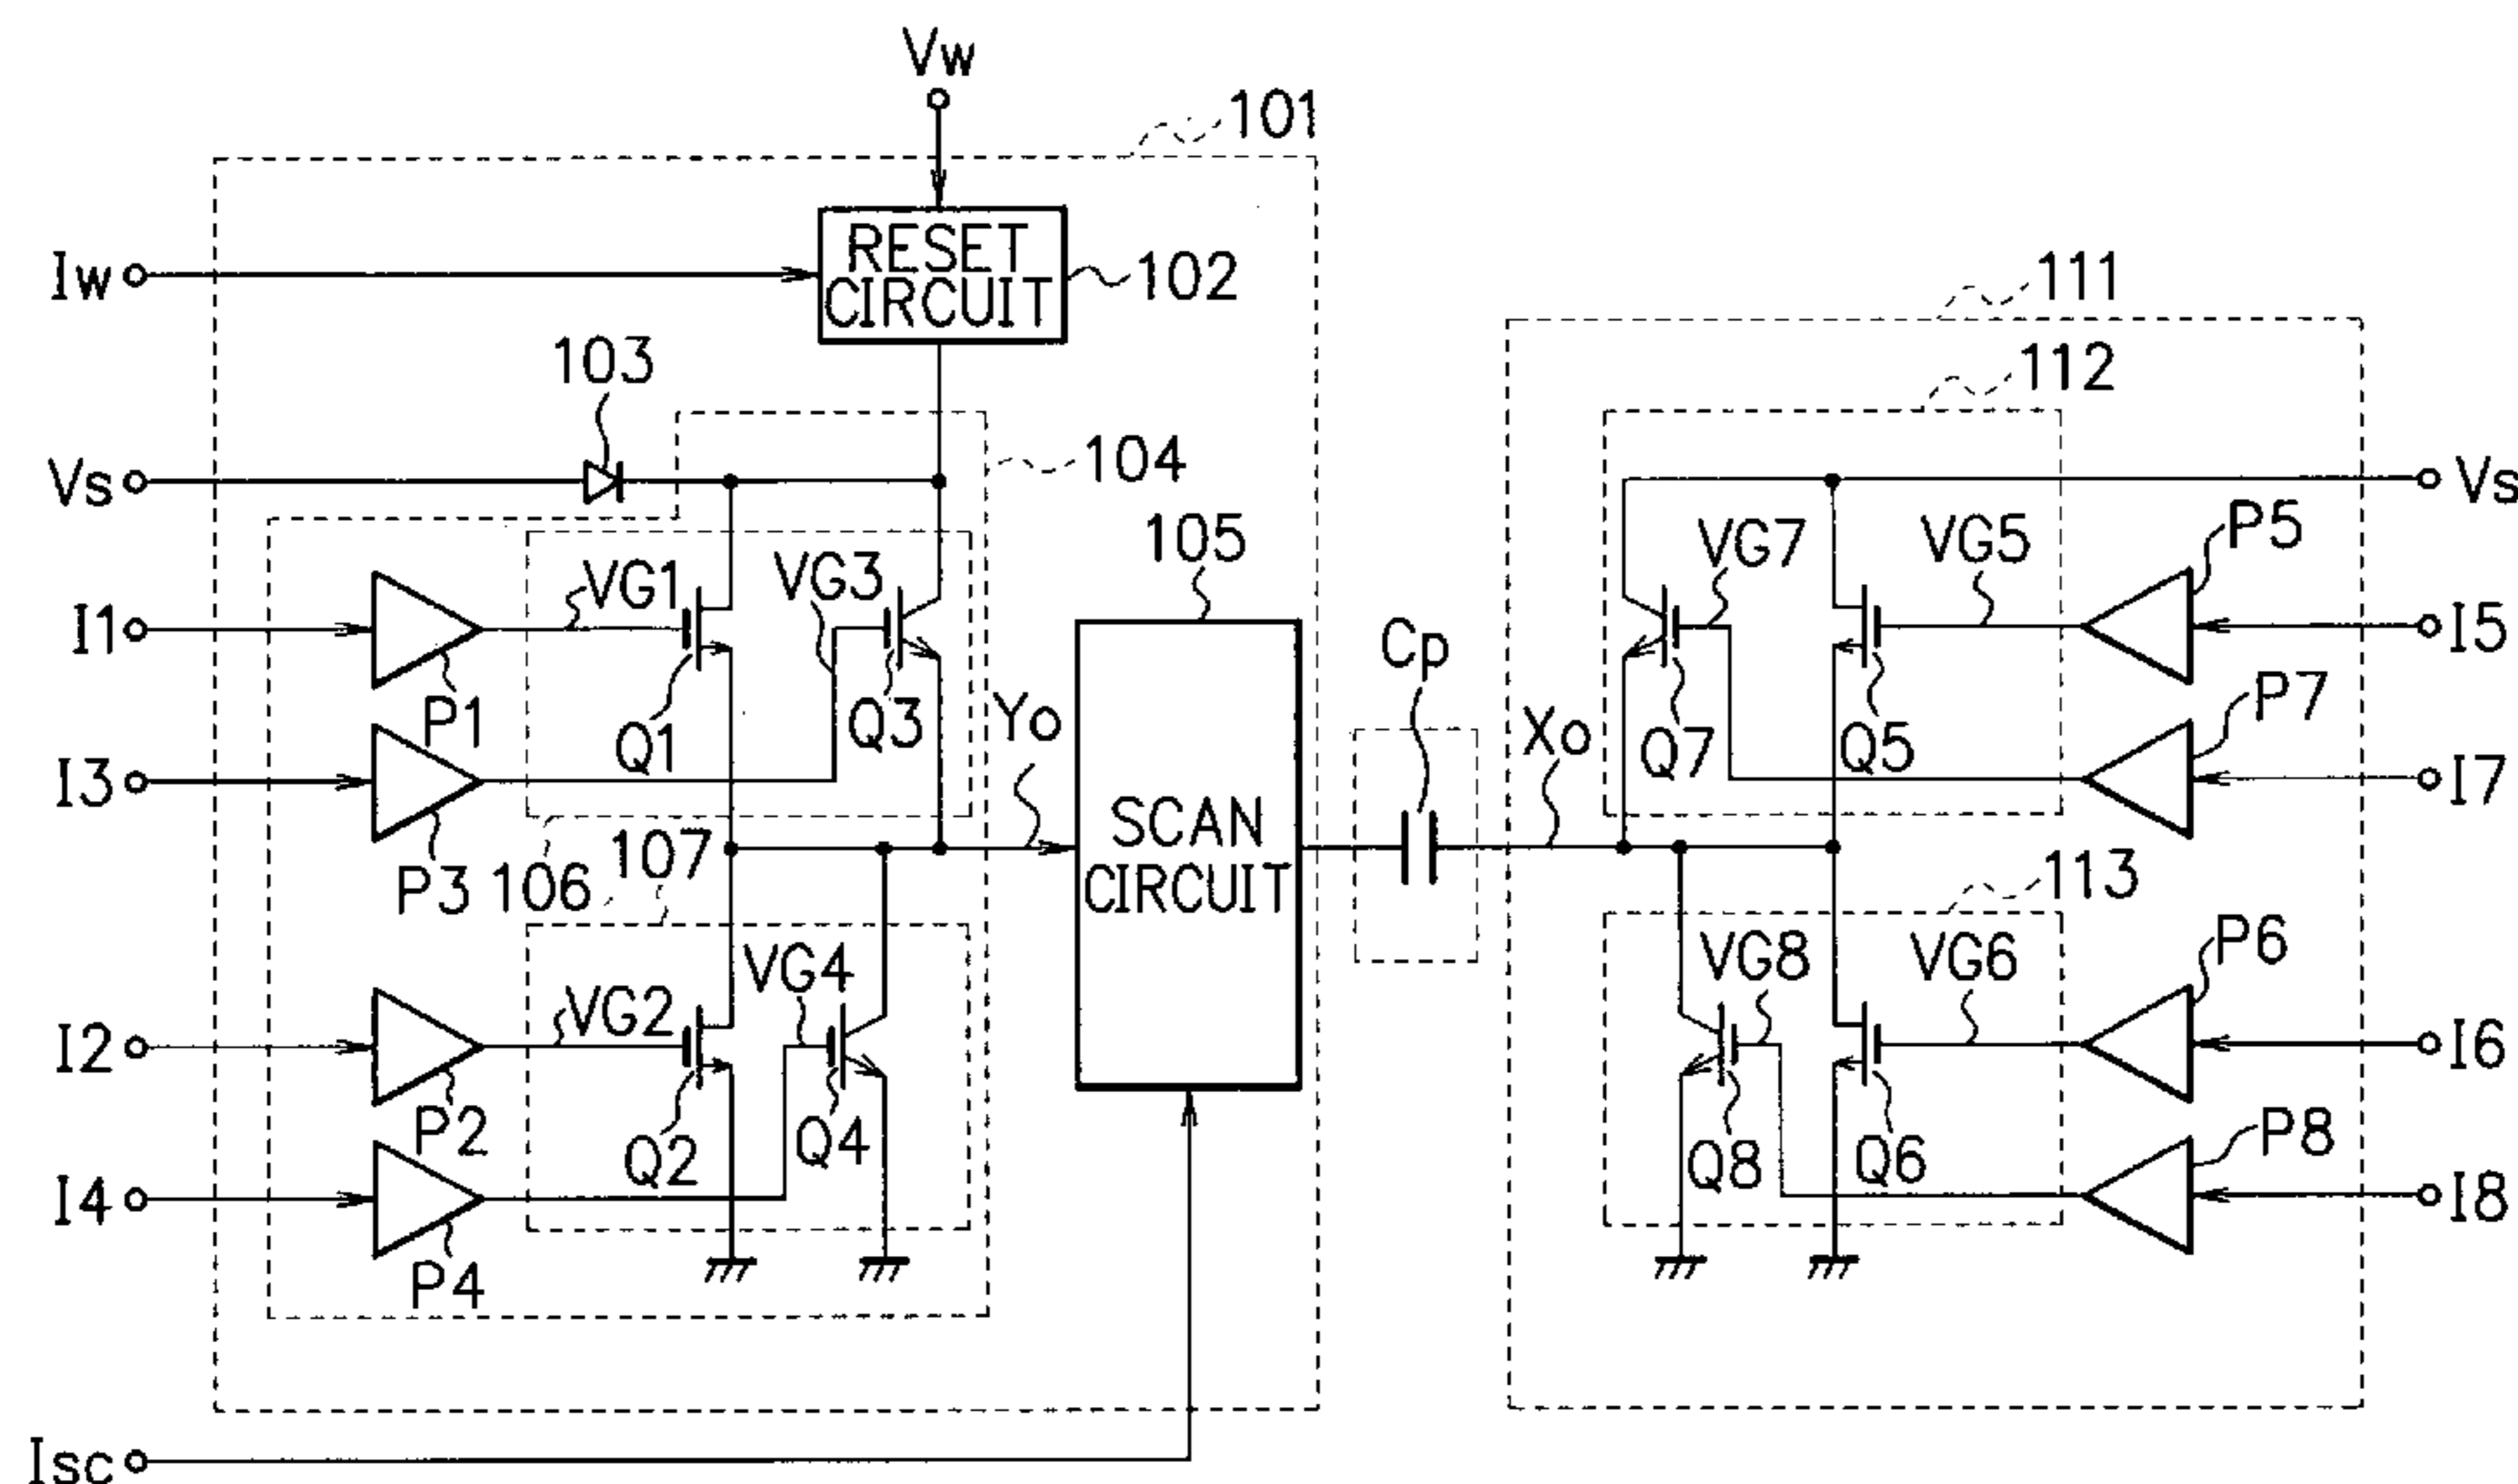 Vw
101
RESET
CIRCUIT
Iw
102
111
103
112
Vs
104
Vs
105
VG1
VG3
VG7
VG5
P5
I1
I5
Cp
P1
Q1
Q3
Yo
Xo
Q7
Q5
P7
I3
I7
SCAN
CIRCUIT
P3
106
107
113
VG2
VG4
VG8
VG6
P6
I2
I6
P2
Q2
Q4
Q8
Q6
P8
I4
I8
P4
Isc